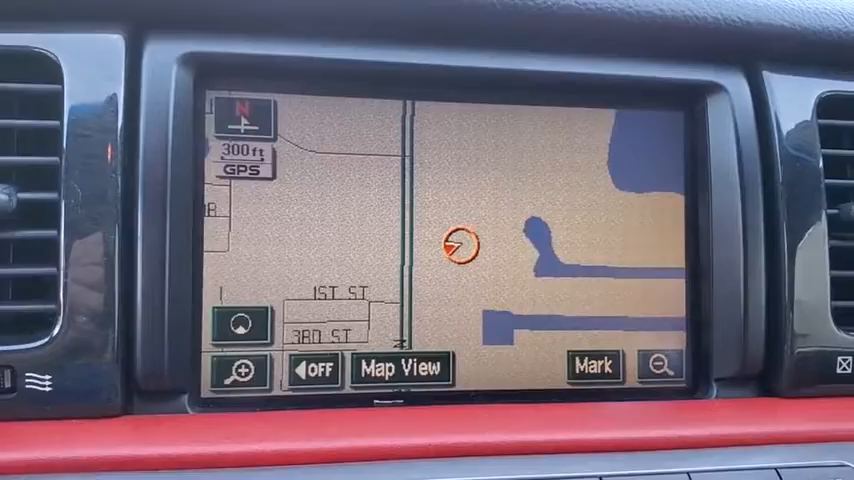 N
300ft
GPS
1ST ST
3RD ST
OFF
Map View
Mark